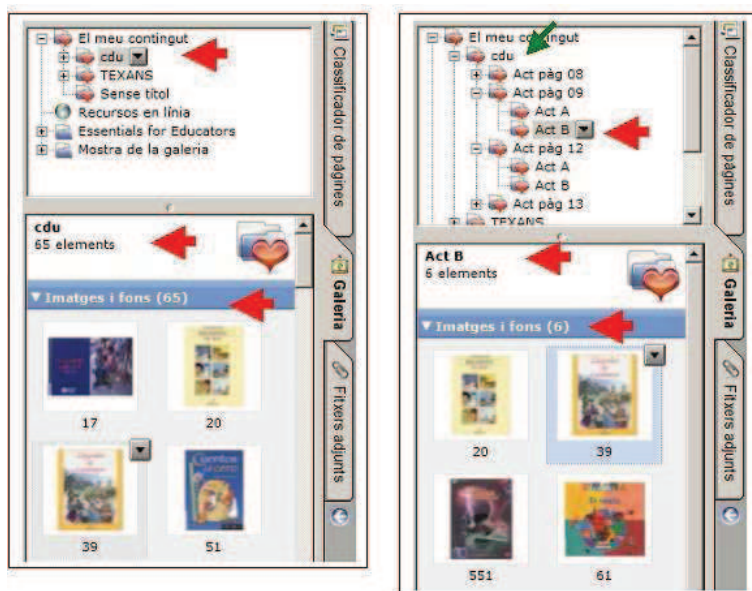 El meu contingut
cdu
TEXANS
Sense títol
Recursos en línia
Essentials for Educators
Mostra de la galeria
cdu
65 elements
Imatges i fons (65)
17
20
39
51
Classificador de pàgines
Galeria
Fitxers adjunts
El meu contingut
cdu
Act pàg 08
Act pàg 09
Act A
Act B
Act pàg 12
Act A
Act B
Act pàg 13
TEXANS
Act B
6 elements
Imatges i fons (6)
20
39
551
61
Classificador de pàgines
Galeria
Fitxers adjunts